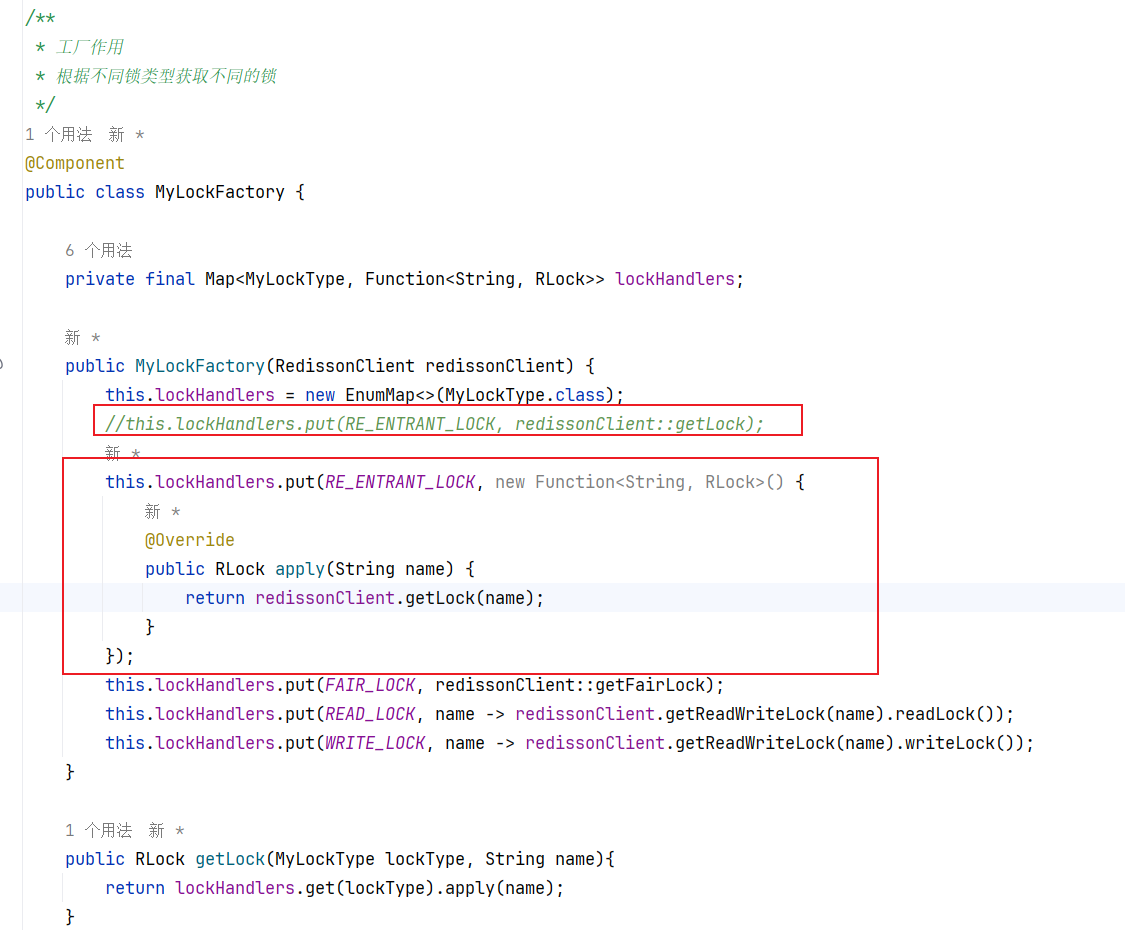 /**
 * 工厂作用
 * 根据不同锁类型获取不同的锁
 */
1 个用法 新 *
@Component
public class MyLockFactory {
6 个用法
private final Map<MyLockType, Function<String, RLock>> lockHandlers;
新 *
public MyLockFactory(RedissonClient redissonClient) {
this.lockHandlers = new EnumMap<>(MyLockType.class);
//this.lockHandlers.put(RE_ENTRANT_LOCK, redissonClient::getLock);
新 *
this.lockHandlers.put(RE_ENTRANT_LOCK, new Function<String, RLock>() {
新 *
@Override
public RLock apply(String name) {
return redissonClient.getLock(name);
}
});
this.lockHandlers.put(FAIR_LOCK, redissonClient::getFairLock);
this.lockHandlers.put(READ_LOCK, name -> redissonClient.getReadWriteLock(name).readLock());
this.lockHandlers.put(WRITE_LOCK, name -> redissonClient.getReadWriteLock(name).writeLock());
}
1 个用法 新 *
public RLock getLock(MyLockType lockType, String name){
return lockHandlers.get(lockType).apply(name);
}